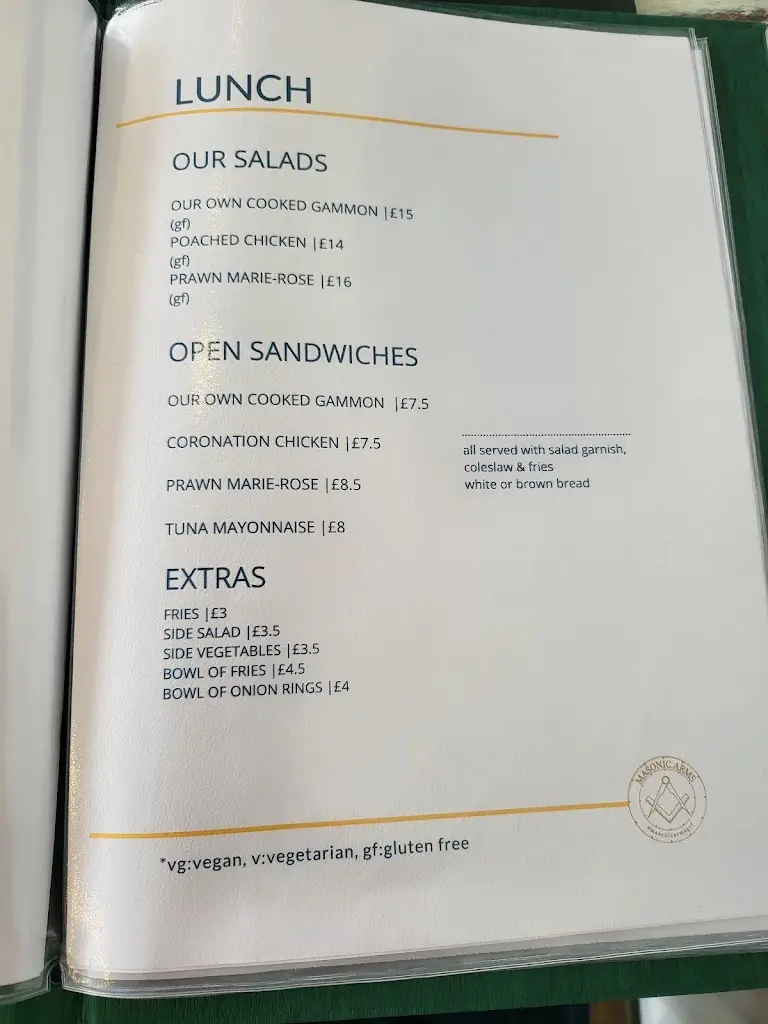 LUNCH
OUR SALADS
OUR OWN COOKED GAMMON |£15
(gf)
POACHED CHICKEN |£14
(gf)
PRAWN MARIE-ROSE |£16
(gf)
OPEN SANDWICHES
OUR OWN COOKED GAMMON |£7.5
CORONATION CHICKEN |£7.5
PRAWN MARIE-ROSE |£8.5
TUNA MAYONNAISE |£8
all served with salad garnish,
coleslaw & fries
white or brown bread
EXTRAS
FRIES |£3
SIDE SALAD |£3.5
SIDE VEGETABLES |£3.5
BOWL OF FRIES |£4.5
BOWL OF ONION RINGS |£4
MASONIC ARMS
*vg:vegan, v:vegetarian, gf:gluten free